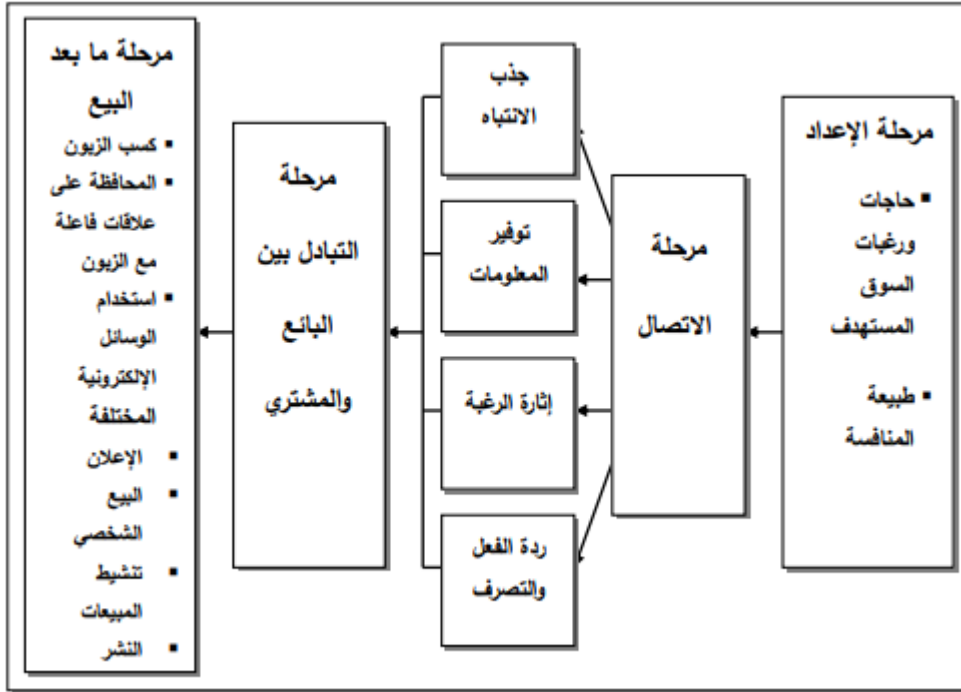 مرحلة الإعداد
▪ حاجات
ورغبات
السوق
المستهدف
▪ طبيعة
المنافسة
مرحلة
الاتصال
جذب
الانتباه
توفير
المعلومات
إثارة الرغبة
ردة الفعل
والتصرف
مرحلة
التبادل بين
البائع
والمشتري
مرحلة ما بعد
البيع
▪ كسب الزبون
▪ المحافظة على
علاقات فاعلة
مع الزبون
▪ استخدام
الوسائل
الإلكترونية
المختلفة
▪ الإعلان
▪ البيع
الشخصي
▪ تنشيط
المبيعات
▪ النشر